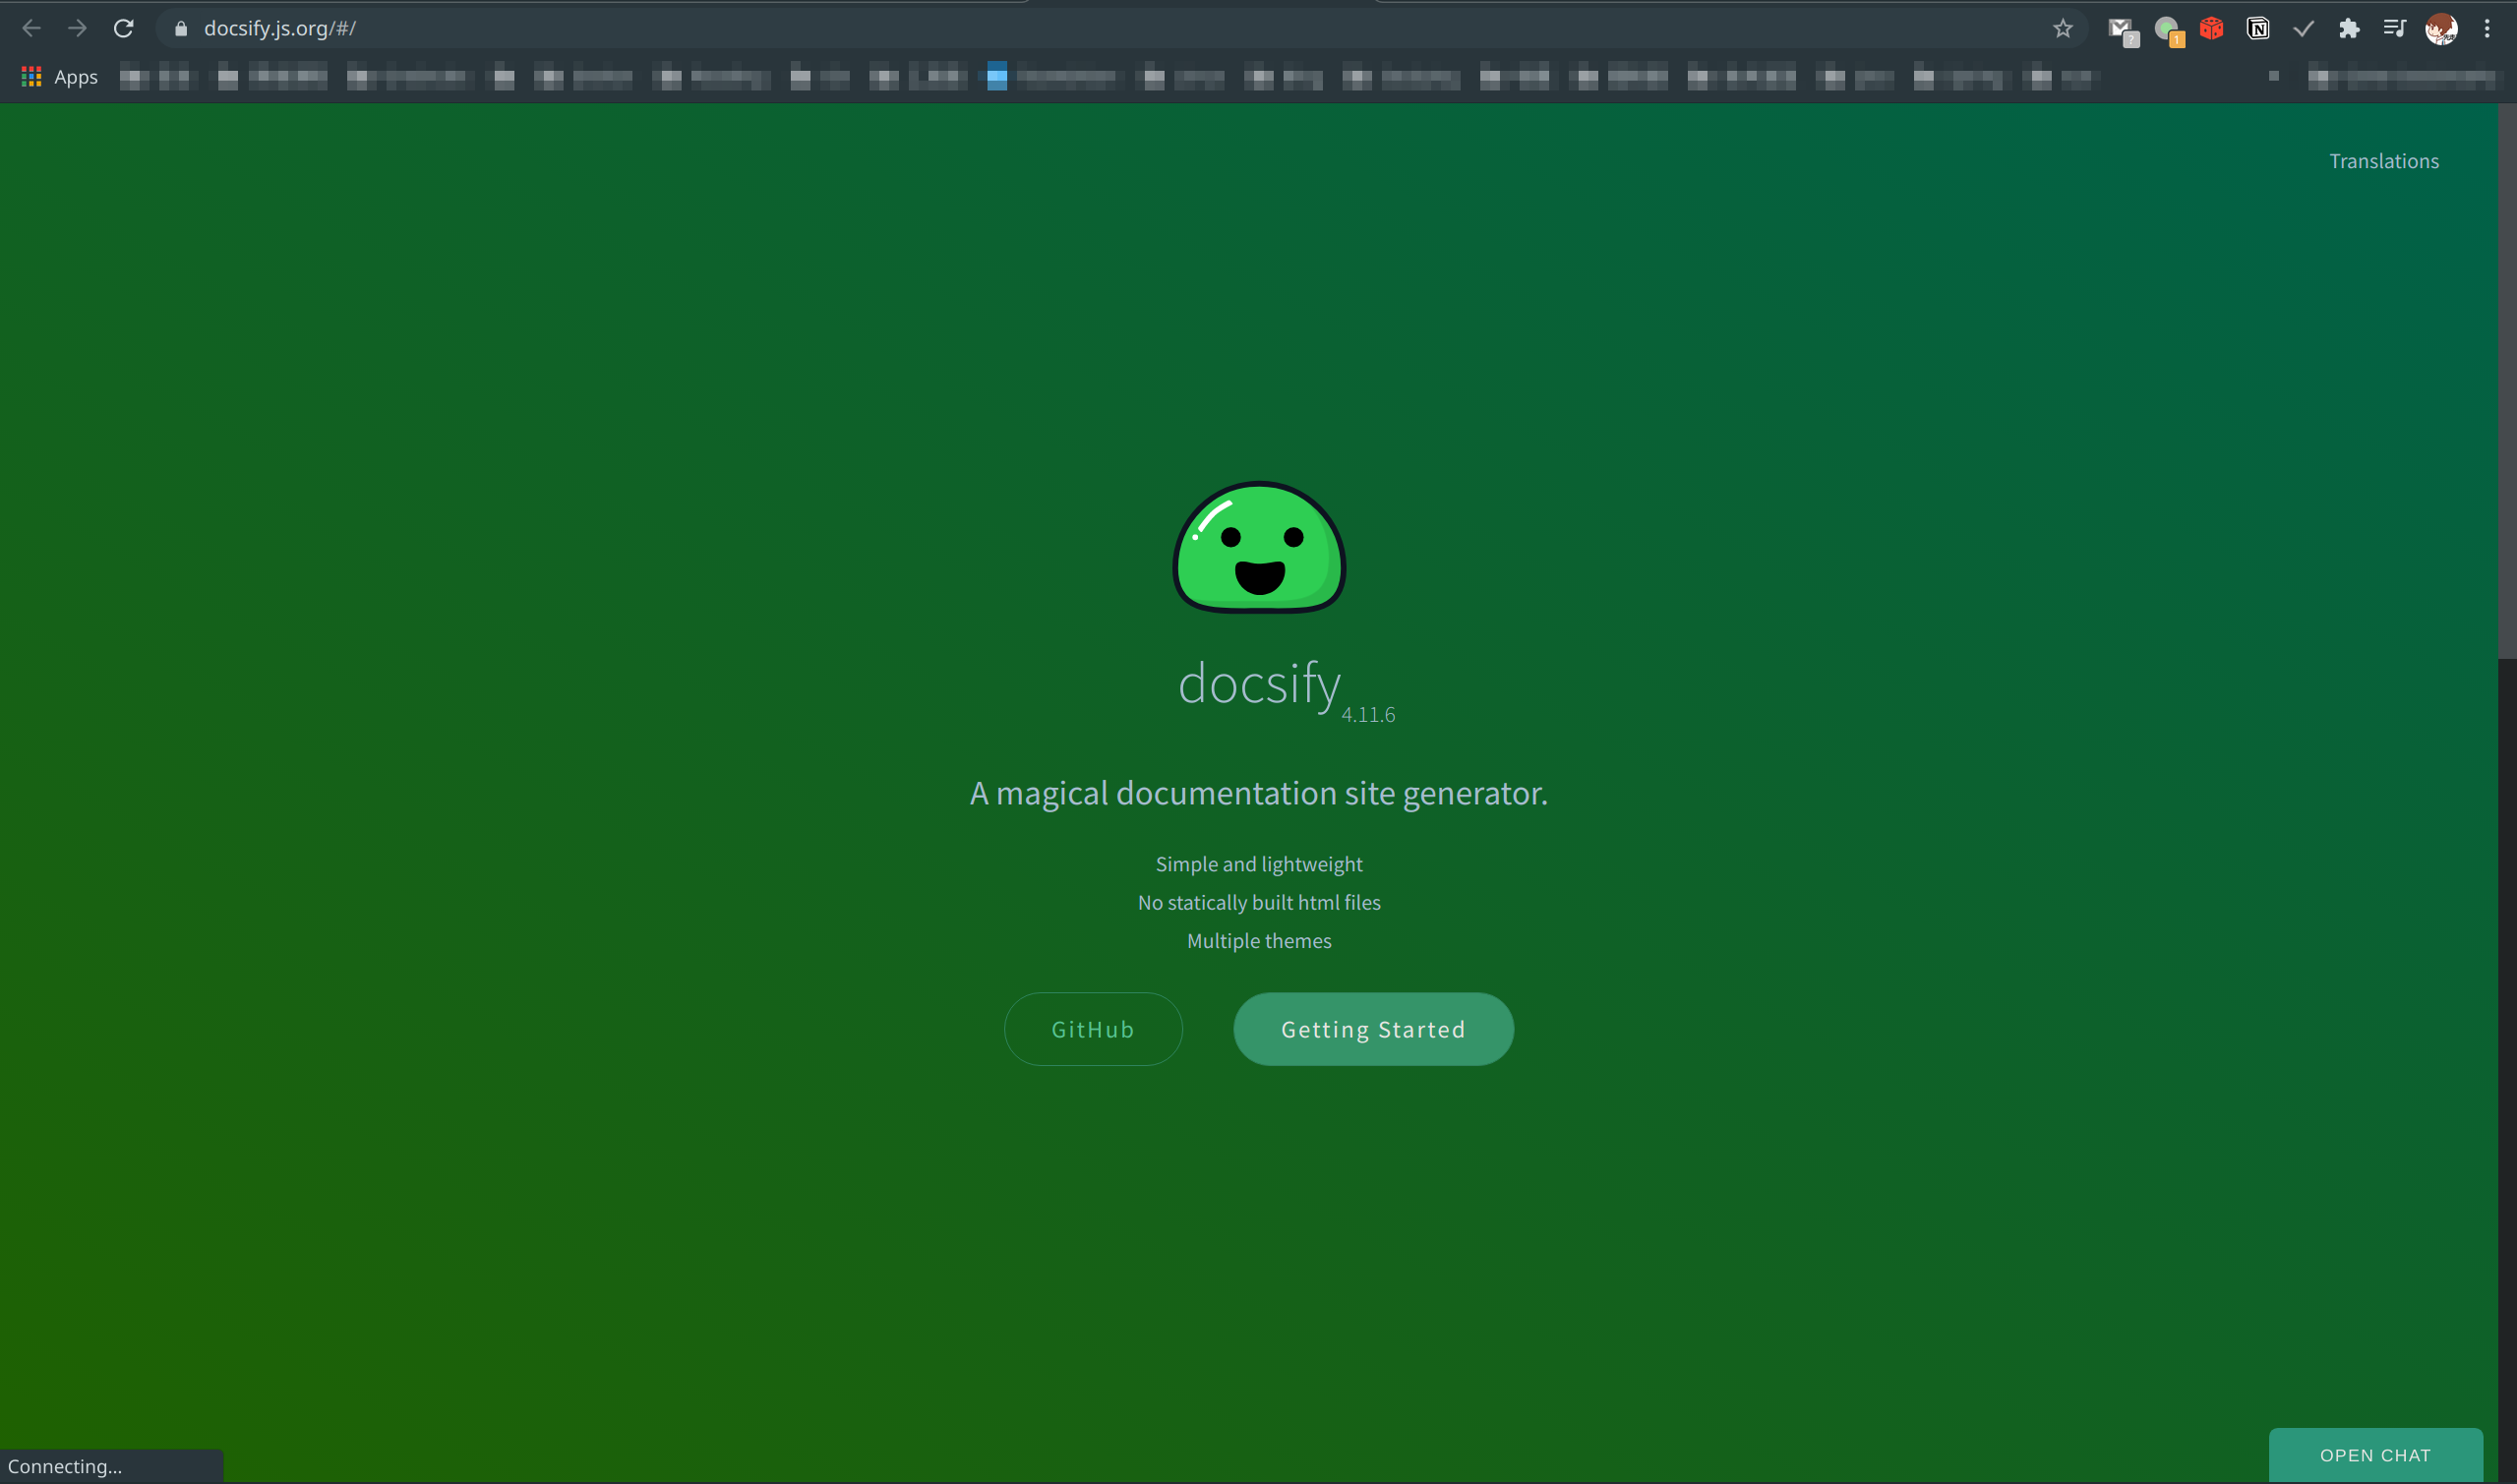 docsify.js.org/#/
?
1
N
Apps
Translations
docsify 4.11.6
A magical documentation site generator.
Simple and lightweight
No statically built html files
Multiple themes
GitHub
Getting Started
Connecting...
OPEN CHAT